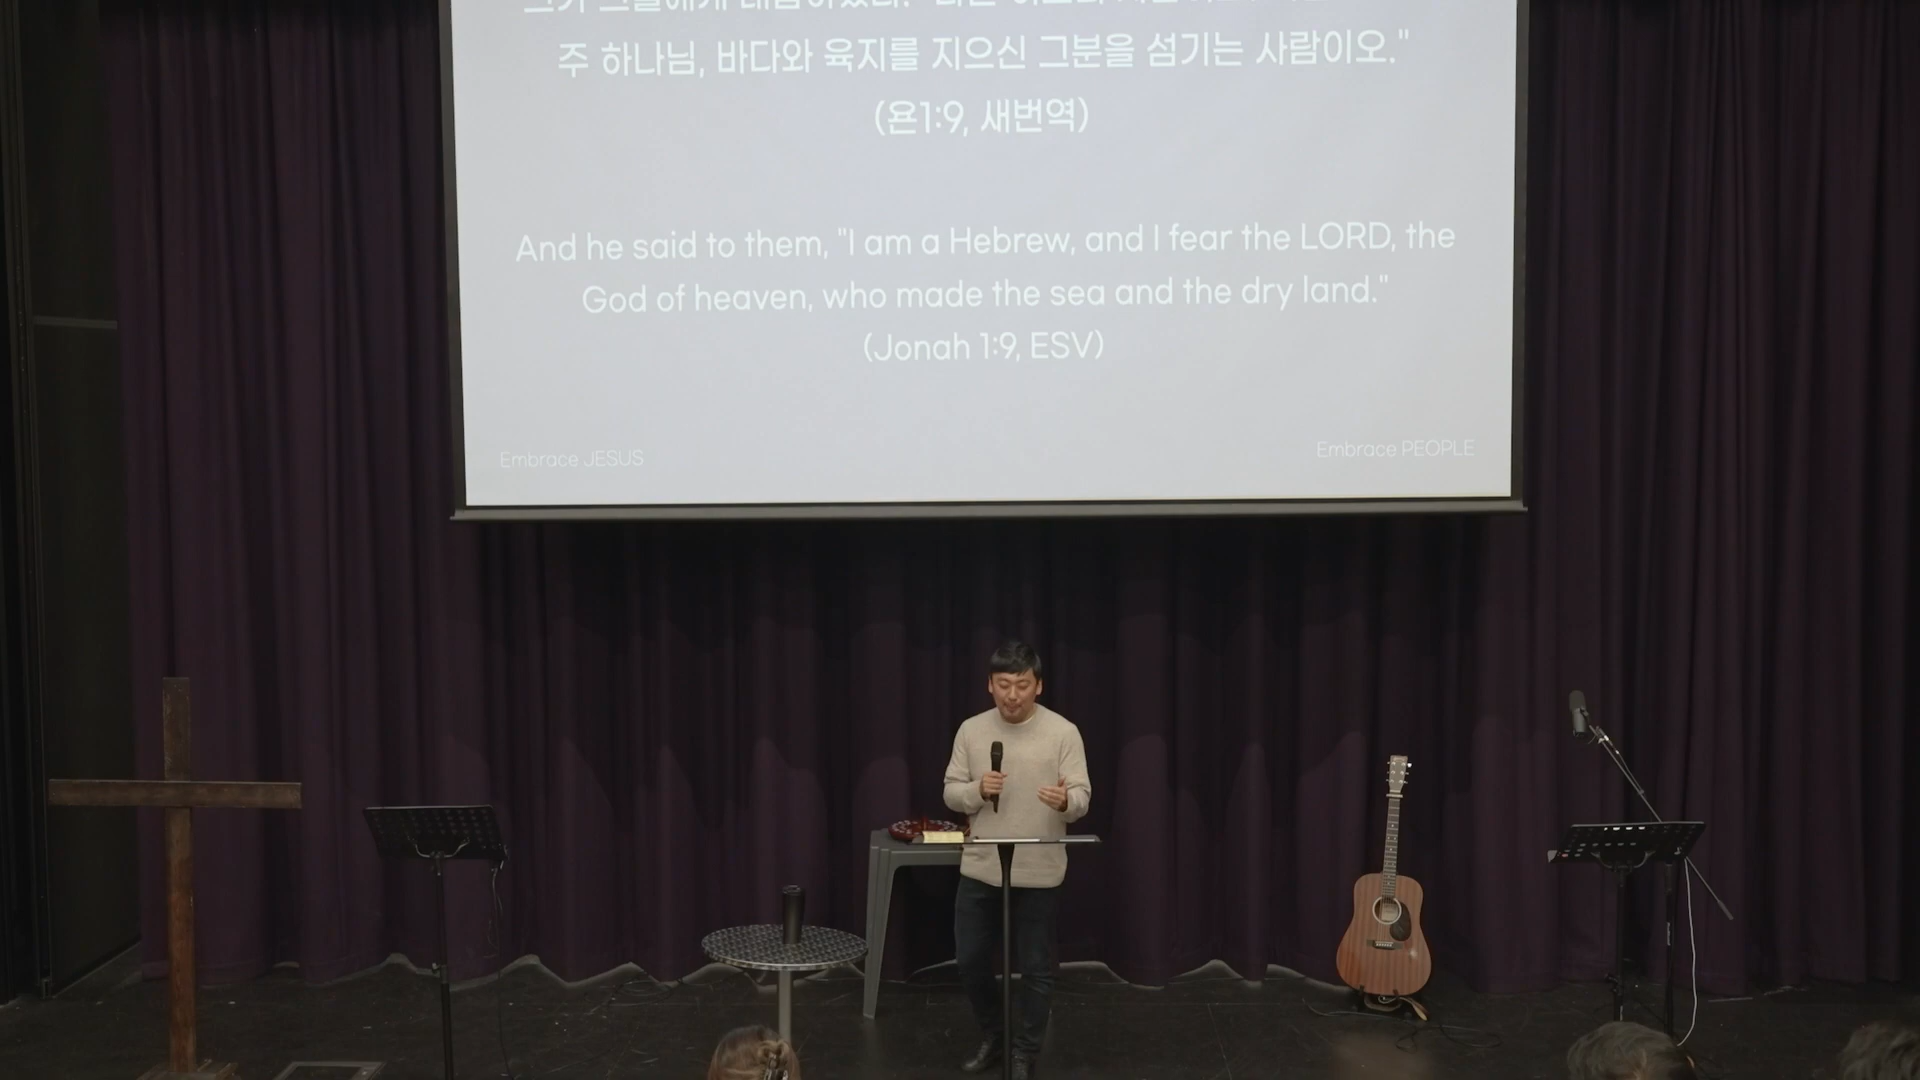 주 하나님, 바다와 육지를 지으신 그분을 섬기는 사람이오."
(욘1:9, 새번역)
And he said to them, "I am a Hebrew, and I fear the LORD, the
God of heaven, who made the sea and the dry land."
(Jonah 1:9, ESV)
Embrace JESUS
Embrace PEOPLE